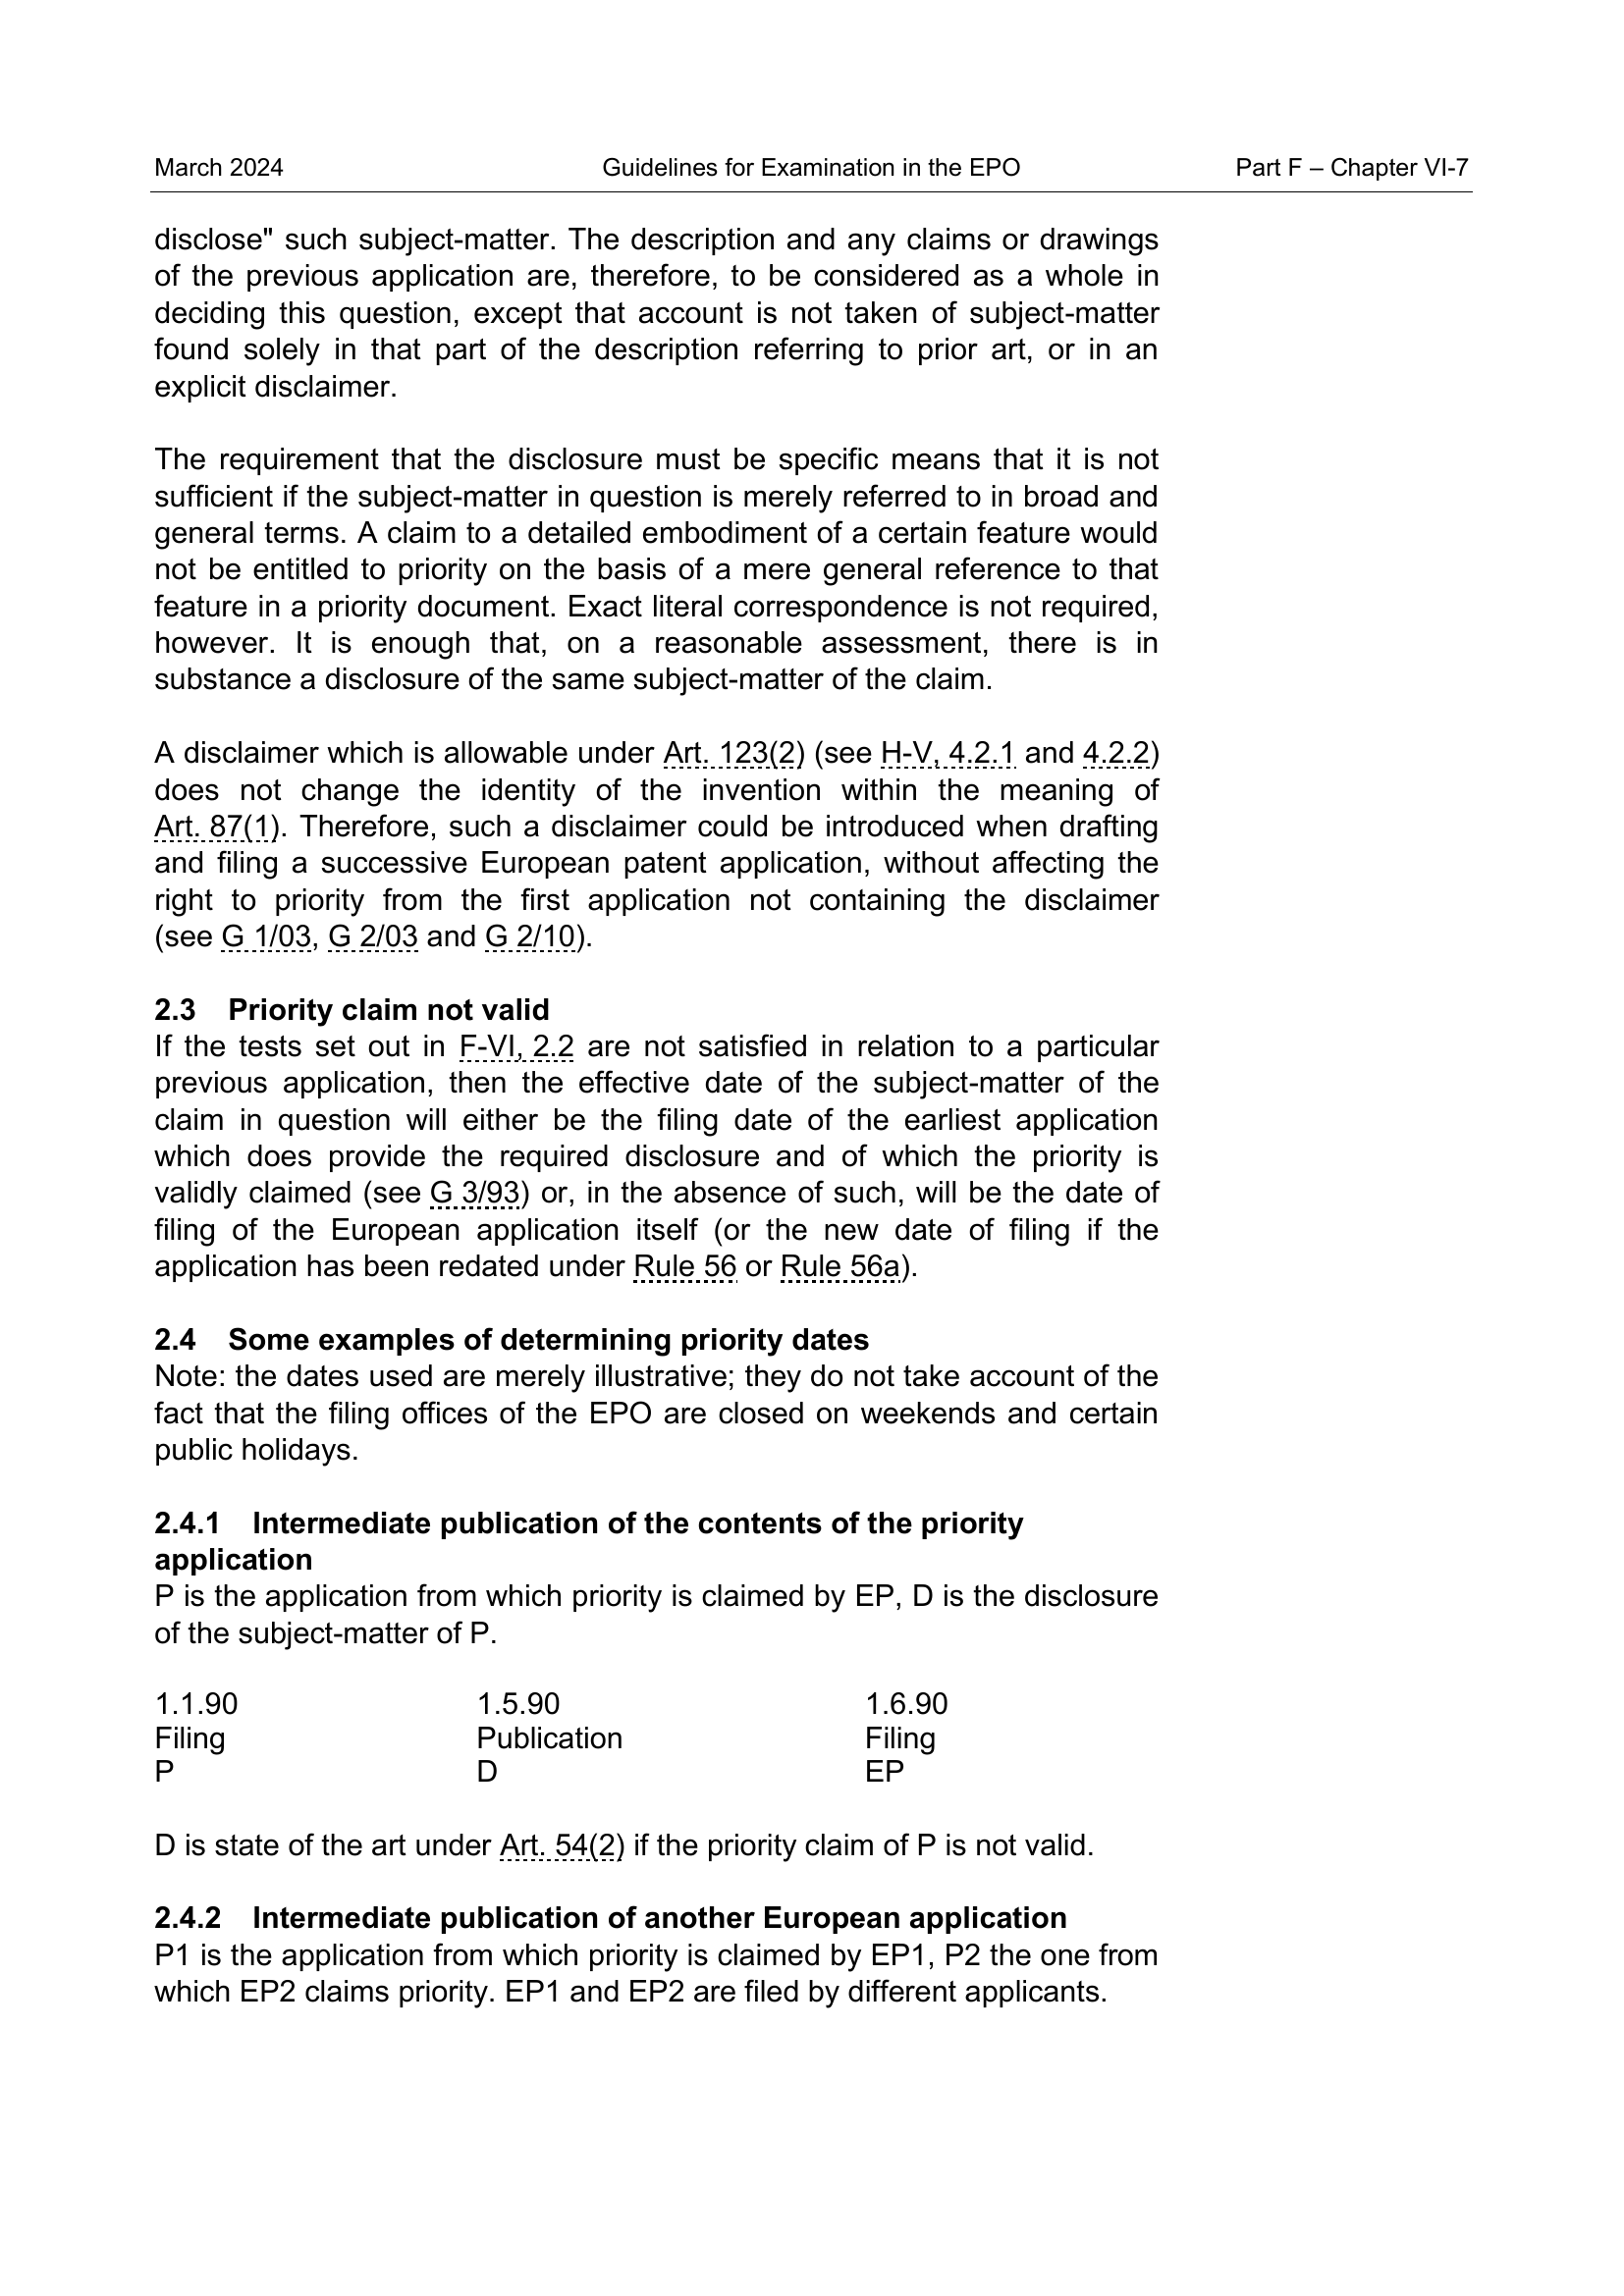 March 2024 Guidelines for Examination in the EPO Part F – Chapter VI-7
disclose" such subject-matter. The description and any claims or drawings
of the previous application are, therefore, to be considered as a whole in
deciding this question, except that account is not taken of subject-matter
found solely in that part of the description referring to prior art, or in an
explicit disclaimer.
The requirement that the disclosure must be specific means that it is not
sufficient if the subject-matter in question is merely referred to in broad and
general terms. A claim to a detailed embodiment of a certain feature would
not be entitled to priority on the basis of a mere general reference to that
feature in a priority document. Exact literal correspondence is not required,
however. It is enough that, on a reasonable assessment, there is in
substance a disclosure of the same subject-matter of the claim.
A disclaimer which is allowable under Art. 123(2) (see H-V, 4.2.1 and 4.2.2)
does not change the identity of the invention within the meaning of
Art. 87(1). Therefore, such a disclaimer could be introduced when drafting
and filing a successive European patent application, without affecting the
right to priority from the first application not containing the disclaimer
(see G 1/03, G 2/03 and G 2/10).
2.3 Priority claim not valid
If the tests set out in F-VI, 2.2 are not satisfied in relation to a particular
previous application, then the effective date of the subject-matter of the
claim in question will either be the filing date of the earliest application
which does provide the required disclosure and of which the priority is
validly claimed (see G 3/93) or, in the absence of such, will be the date of
filing of the European application itself (or the new date of filing if the
application has been redated under Rule 56 or Rule 56a).
2.4 Some examples of determining priority dates
Note: the dates used are merely illustrative; they do not take account of the
fact that the filing offices of the EPO are closed on weekends and certain
public holidays.
2.4.1 Intermediate publication of the contents of the priority
application
P is the application from which priority is claimed by EP, D is the disclosure
of the subject-matter of P.
1.1.90 1.5.90 1.6.90
Filing Publication Filing
P D EP
D is state of the art under Art. 54(2) if the priority claim of P is not valid.
2.4.2 Intermediate publication of another European application
P1 is the application from which priority is claimed by EP1, P2 the one from
which EP2 claims priority. EP1 and EP2 are filed by different applicants.